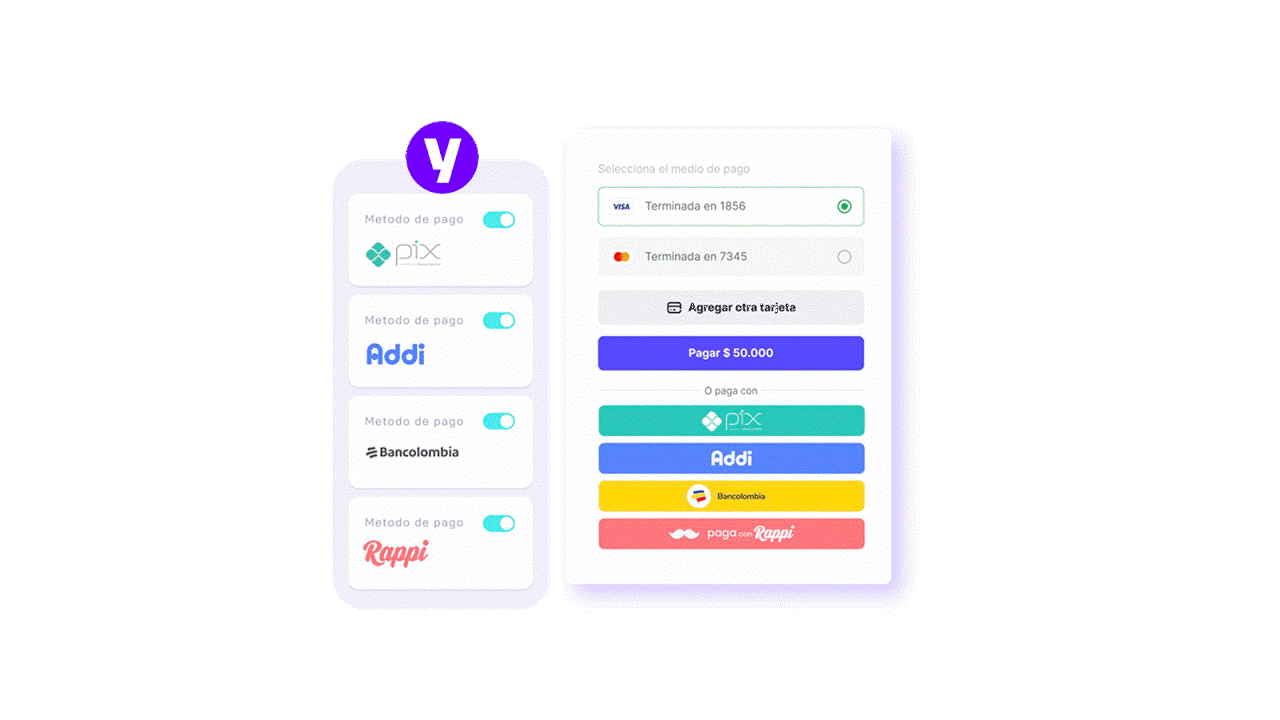 y
Metodo de pago
pix
Metodo de pago
Addi
Metodo de pago
Bancolombia
Metodo de pago
Rappi
Selecciona el medio de pago
VISA Terminada en 1856
Terminada en 7345
Agregar otra tarjeta
Pagar $ 50.000
O paga con
pix
Addi
Bancolombia
paga con Rappi